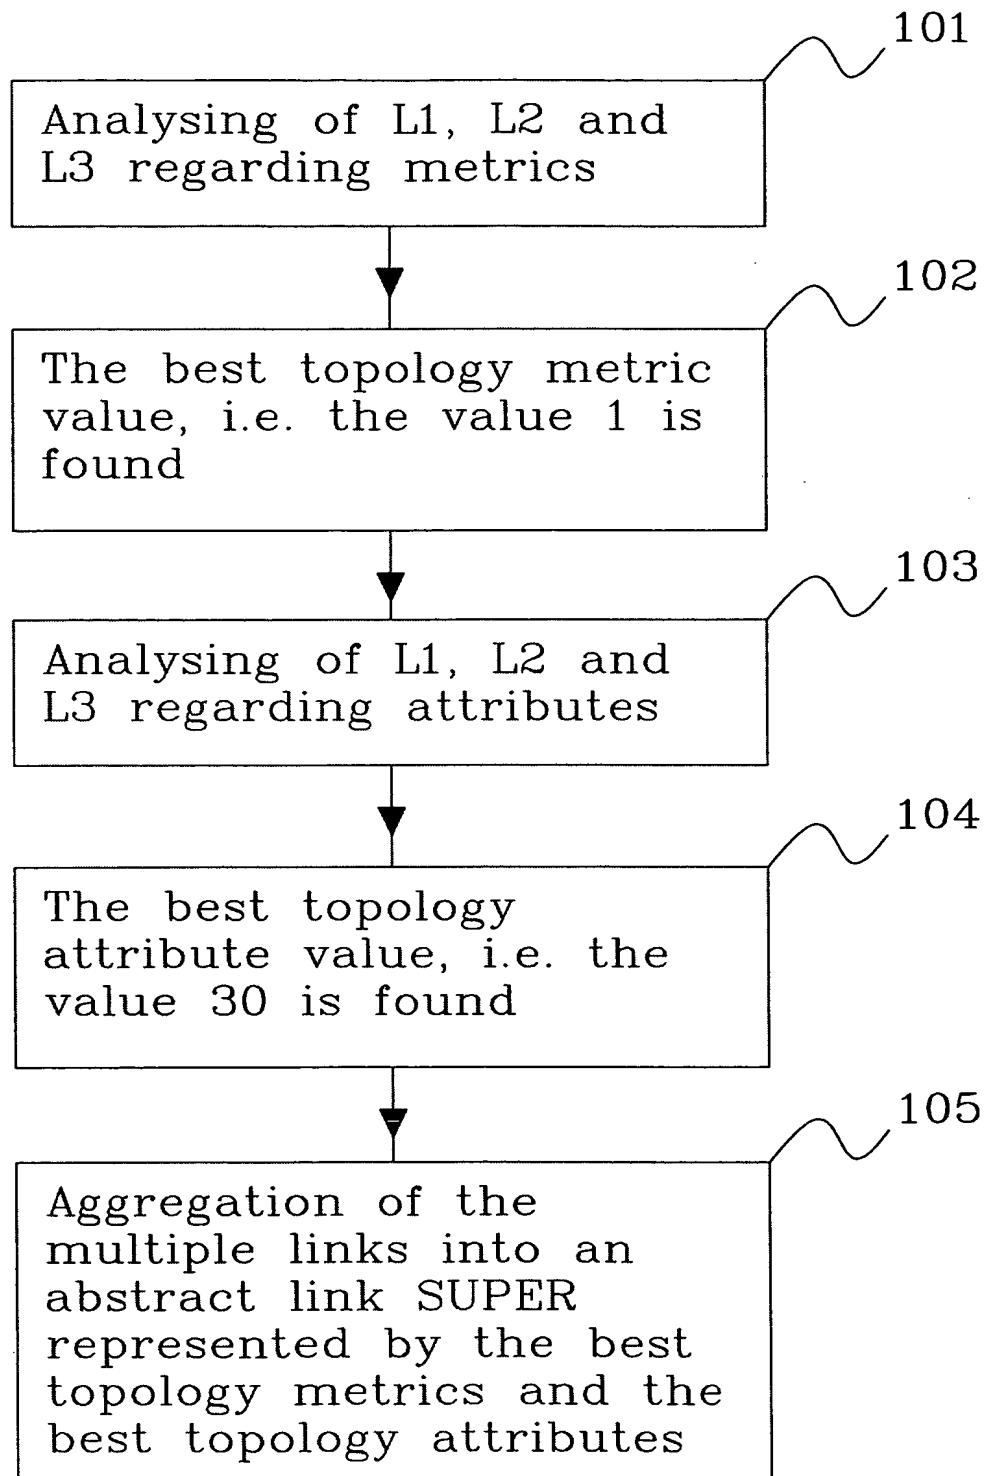 101
Analysing of L1, L2 and
L3 regarding metrics
102
The best topology metric
value, i.e. the value 1 is
found
103
Analysing of L1, L2 and
L3 regarding attributes
104
The best topology
attribute value, i.e. the
value 30 is found
105
Aggregation of the
multiple links into an
abstract link SUPER
represented by the best
topology metrics and the
best topology attributes